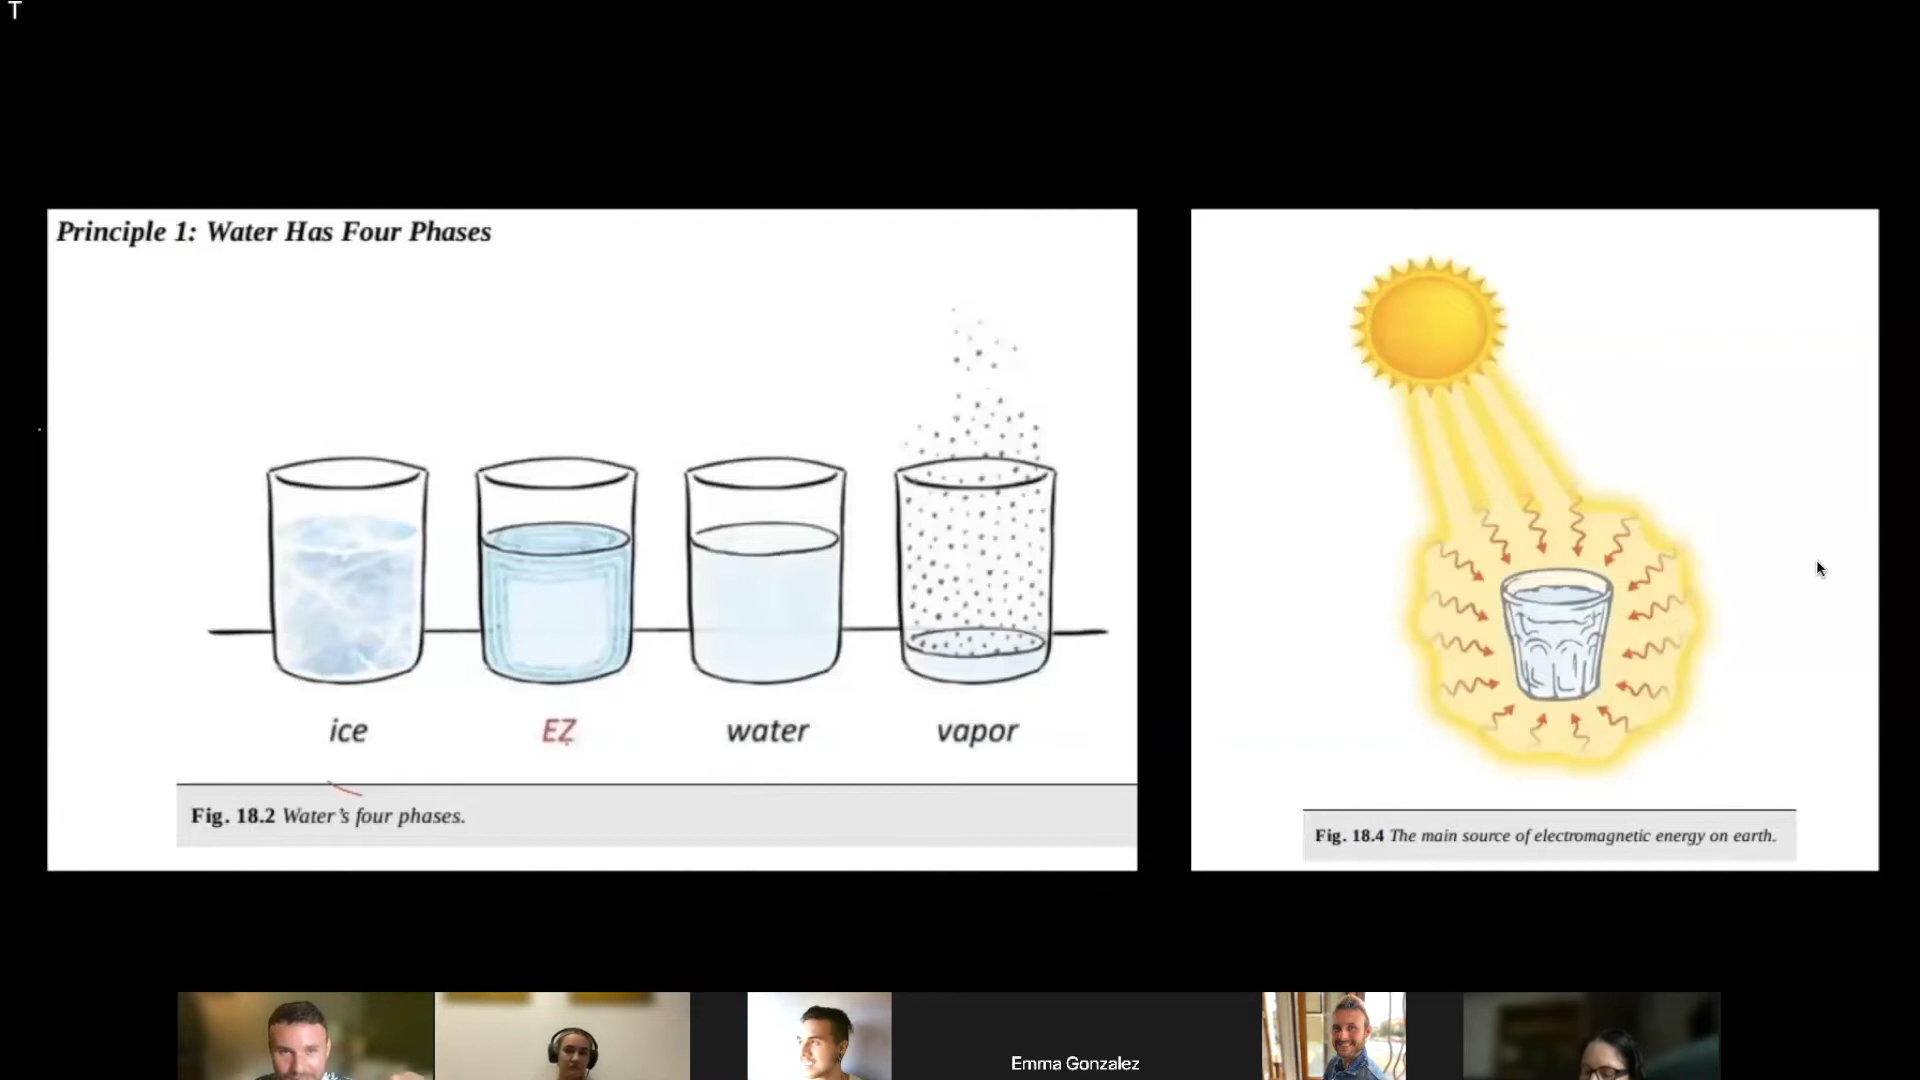 T
Principle 1: Water Has Four Phases
ice
EZ
water
vapor
Fig. 18.2 Water's four phases.
Fig. 18.4 The main source of electromagnetic energy on earth.
Emma Gonzalez